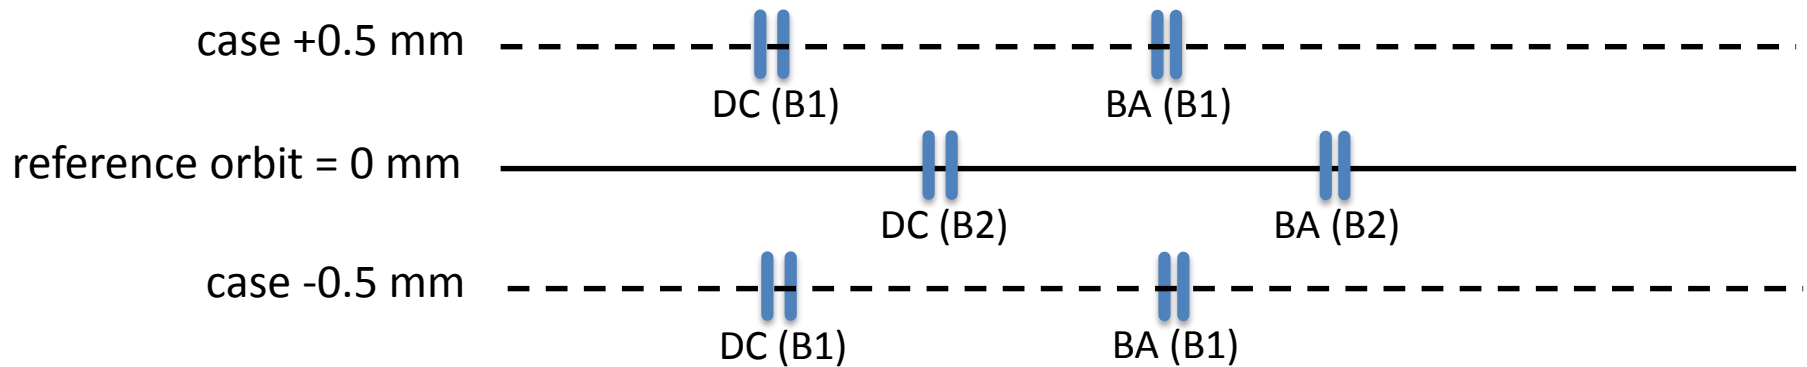 case +0.5 mm
DC (B1) BA (B1)
reference orbit = 0 mm
DC (B2) BA (B2)
case -0.5 mm
DC (B1) BA (B1)